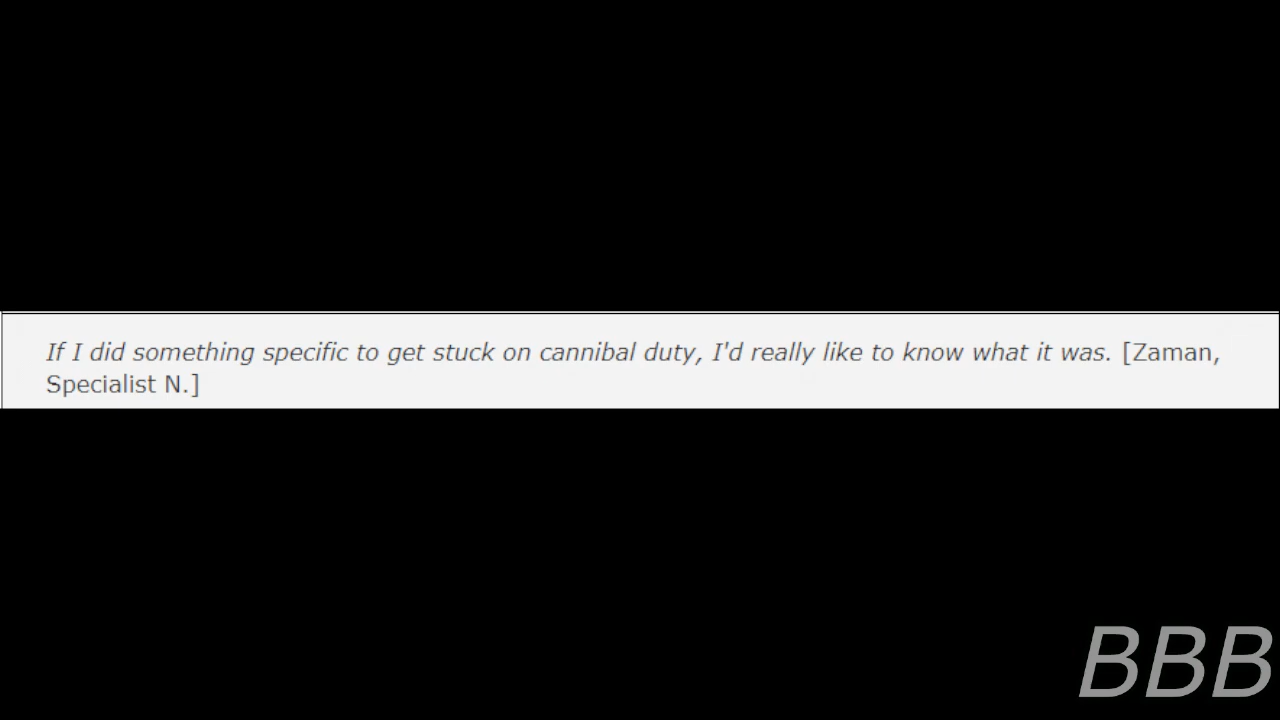 If I did something specific to get stuck on cannibal duty, I'd really like to know what it was. [Zaman,
Specialist N.]
BBB